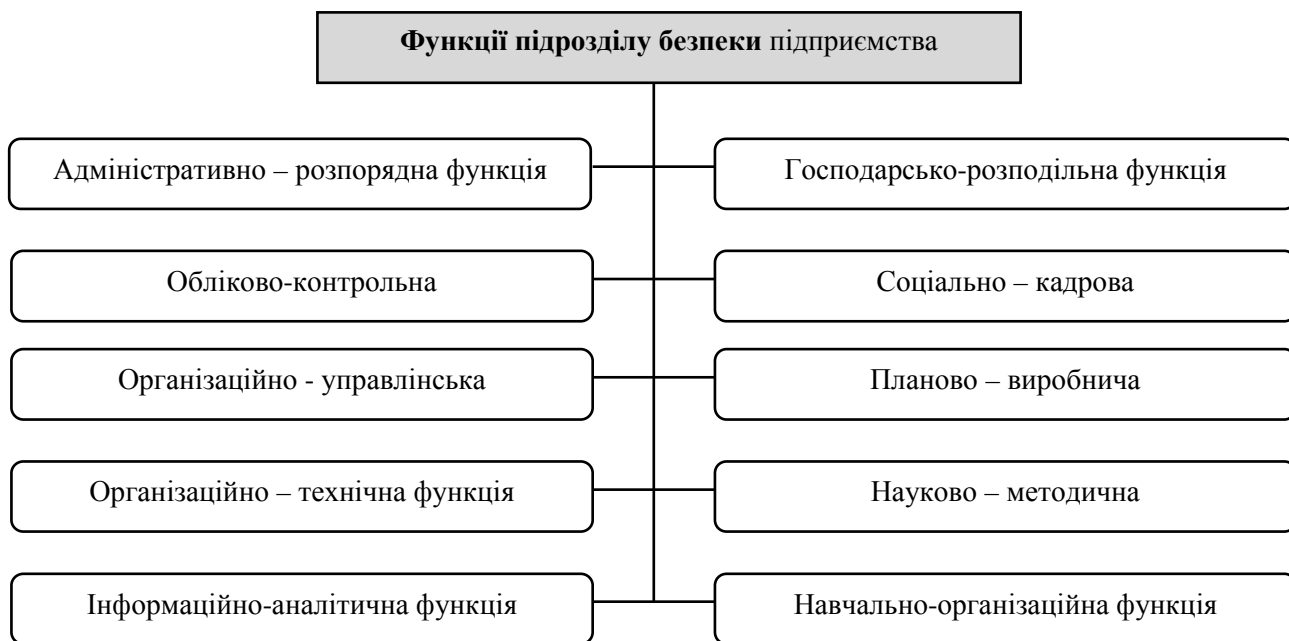 Функції підрозділу безпеки підприємства
Адміністративно – розпорядна функція
Господарсько-розподільна функція
Обліково-контрольна
Соціально – кадрова
Організаційно - управлінська
Планово – виробнича
Організаційно – технічна функція
Науково – методична
Інформаційно-аналітична функція
Навчально-організаційна функція